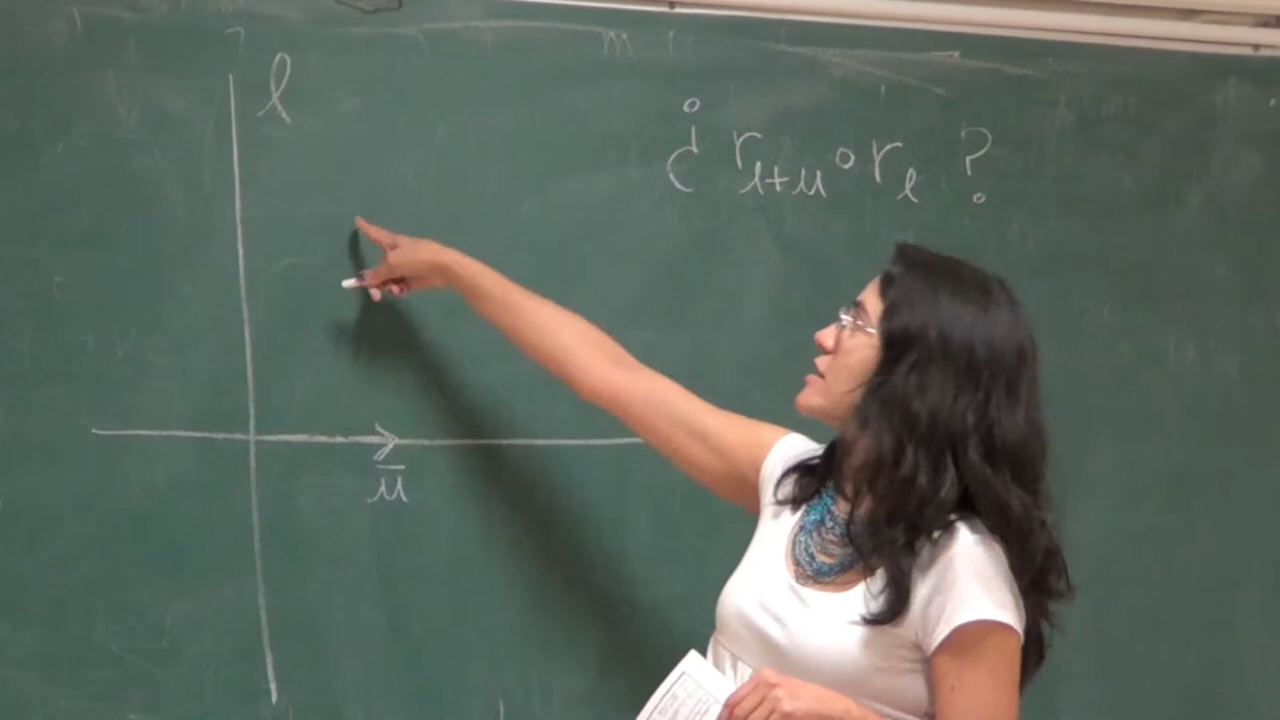 l
¿ r_{l+u} ∘ r_l ?
u̅